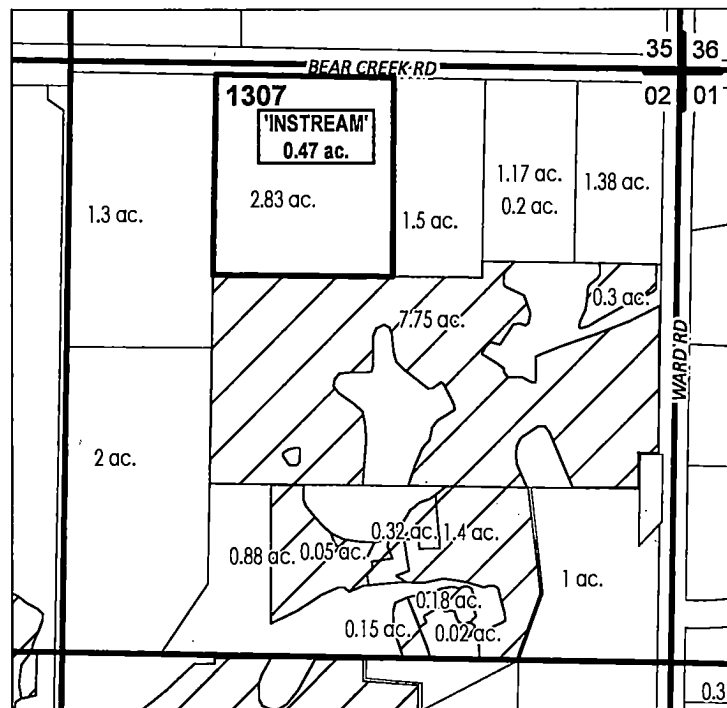 35 36
BEAR CREEK RD
02 01
1307
'INSTREAM'
0.47 ac.
2.83 ac.
1.3 ac.
1.5 ac.
1.17 ac.
0.2 ac.
1.38 ac.
0.3 ac.
7.75 ac.
WARD RD
2 ac.
0.88 ac.
0.05 ac.
0.32 ac.
1.4 ac.
1 ac.
0.18 ac.
0.15 ac.
0.02 ac.
0.3